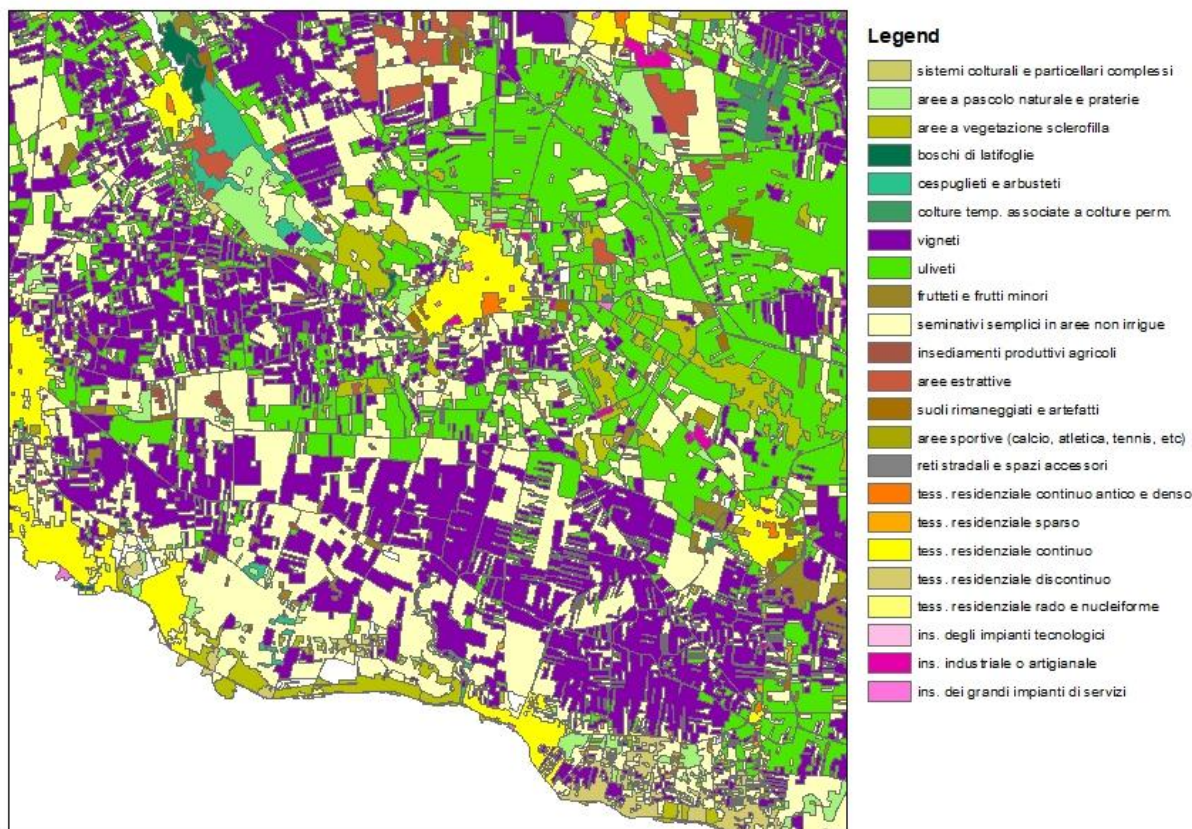 Legend
sistemi colturali e particellari complessi
aree a pascolo naturale e praterie
aree a vegetazione sclerofilla
boschi di latifoglie
cespuglieti e arbusteti
colture temp. associate a colture perm.
vigneti
uliveti
frutteti e frutti minori
seminativi semplici in aree non irrigue
insediamenti produttivi agricoli
aree estrattive
suoli rimaneggiati e artefatti
aree sportive (calcio, atletica, tennis, etc)
reti stradali e spazi accessori
tess. residenziale continuo antico e denso
tess. residenziale sparso
tess. residenziale continuo
tess. residenziale discontinuo
tess. residenziale rado e nucleiforme
ins. degli impianti tecnologici
ins. industriale o artigianale
ins. dei grandi impianti di servizi